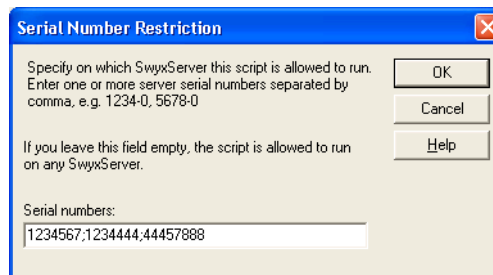 Serial Number Restriction
Specify on which SwyxServer this script is allowed to run.
Enter one or more server serial numbers separated by
comma, e.g. 1234-0, 5678-0
If you leave this field empty, the script is allowed to run
on any SwyxServer.
Serial numbers:
1234567;1234444;44457888
OK
Cancel
Help